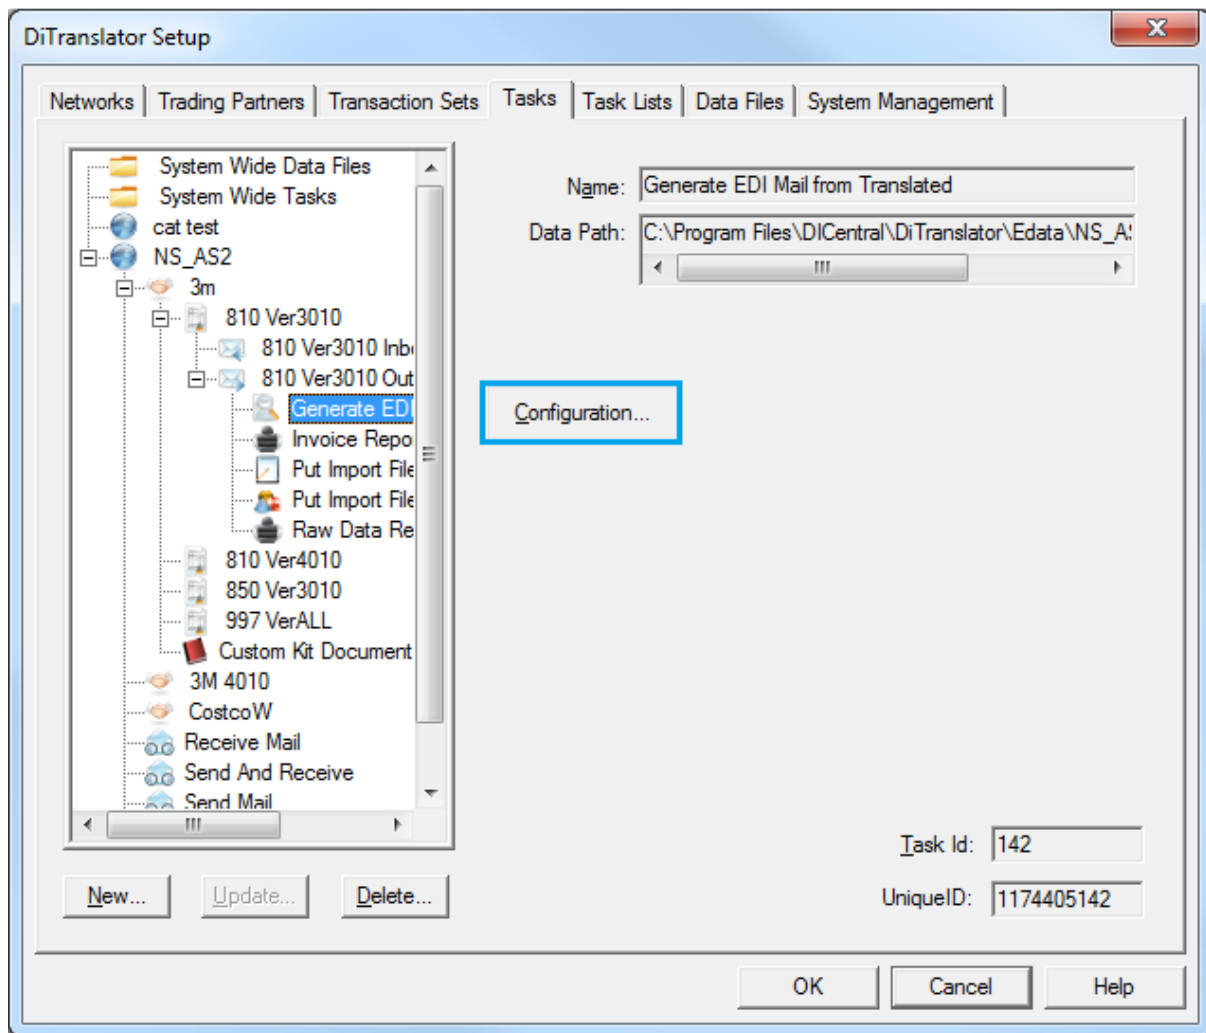 DiTranslator Setup
Networks
Trading Partners
Transaction Sets
Tasks
Task Lists
Data Files
System Management
System Wide Data Files
System Wide Tasks
cat test
NS_AS2
3m
810 Ver3010
810 Ver3010 Inb
810 Ver3010 Out
Generate EDI
Invoice Repo
Put Import File
Put Import File
Raw Data Re
810 Ver4010
850 Ver3010
997 VerALL
Custom Kit Document
3M 4010
CostcoW
Receive Mail
Send And Receive
Send Mail
New...
Update...
Delete...
Name: Generate EDI Mail from Translated
Data Path: C:\Program Files\DICentral\DiTranslator\Edata\NS_A
Configuration...
Task Id: 142
UniqueID: 1174405142
OK
Cancel
Help